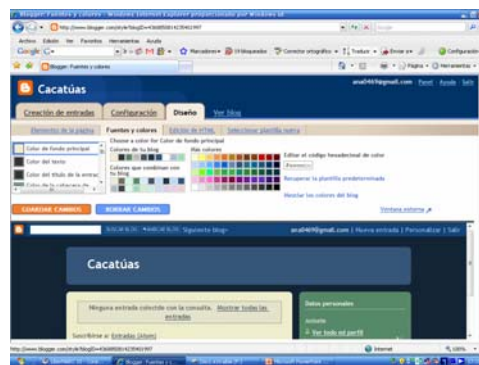 Blogger: Fuentes y colores - Windows Internet Explorer proporcionado por Windows
Archivo Edición Ver Favoritos Herramientas Ayuda
Google
Marcadores
Corrector ortográfico
Traducir
Enviar a
Configuración
Blogger: Fuentes y colores
Página
Herramientas
Salir
Cacatúas
Creación de entradas Configuración Diseño Ver blog
Elementos de la página Fuentes y colores Edición de HTML Seleccionar plantilla nueva
Choose a color for Color de fondo principal
Color de fondo principal
Colores de tu blog
Más colores
Color del texto
Color del título de la entrada
Colores que combinan con tu blog
Editar el código hexadecimal de color
Recuperar la plantilla predeterminada
Mezclar los colores del blog
GUARDAR CAMBIOS BORRAR CAMBIOS
Ventana externa
Siguiente blog»
Nueva entrada | Personalizar | Salir
Cacatúas
Ninguna entrada coincide con la consulta. Mostrar todas las
entradas
Suscribirse a: Entradas (Atom)
Datos personales
Ver todo mi perfil
Internet